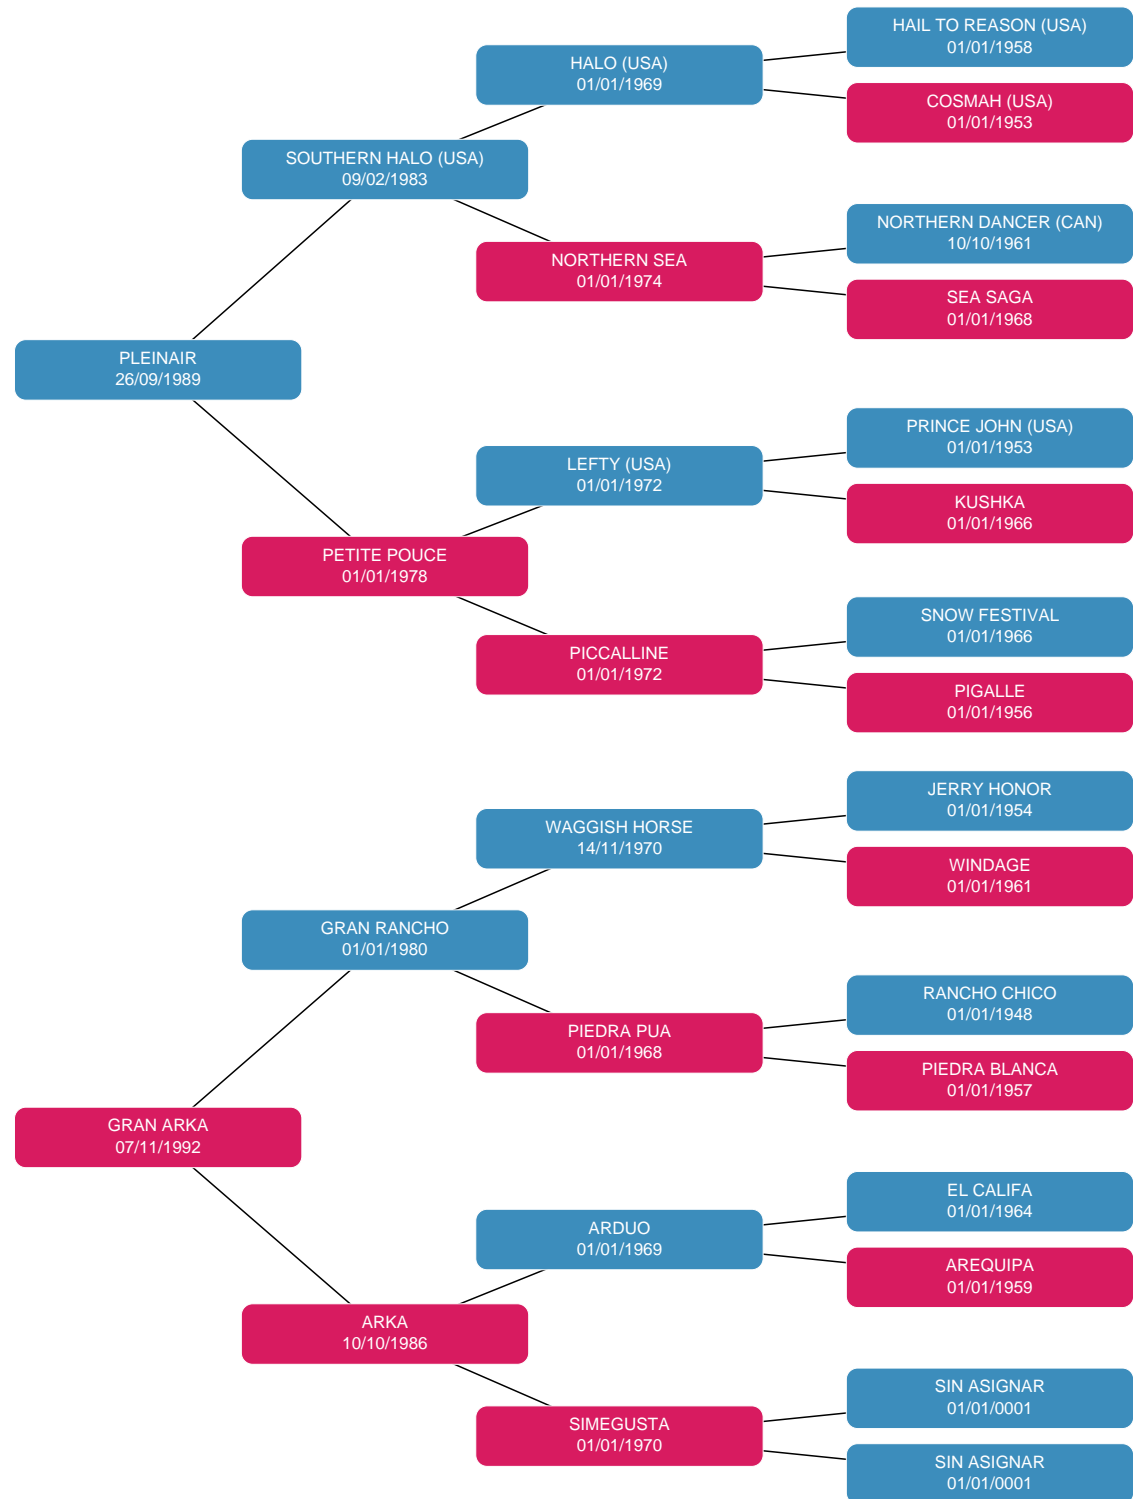 HAIL TO REASON (USA)
01/01/1958
HALO (USA)
01/01/1969
COSMAH (USA)
01/01/1953
SOUTHERN HALO (USA)
09/02/1983
NORTHERN DANCER (CAN)
10/10/1961
NORTHERN SEA
01/01/1974
SEA SAGA
01/01/1968
PLEINAIR
26/09/1989
PRINCE JOHN (USA)
01/01/1953
LEFTY (USA)
01/01/1972
KUSHKA
01/01/1966
PETITE POUCE
01/01/1978
SNOW FESTIVAL
01/01/1966
PICCALLINE
01/01/1972
PIGALLE
01/01/1956
JERRY HONOR
01/01/1954
WAGGISH HORSE
14/11/1970
WINDAGE
01/01/1961
GRAN RANCHO
01/01/1980
RANCHO CHICO
01/01/1948
PIEDRA PUA
01/01/1968
PIEDRA BLANCA
01/01/1957
GRAN ARKA
07/11/1992
EL CALIFA
01/01/1964
ARDUO
01/01/1969
AREQUIPA
01/01/1959
ARKA
10/10/1986
SIN ASIGNAR
01/01/0001
SIMEGUSTA
01/01/1970
SIN ASIGNAR
01/01/0001